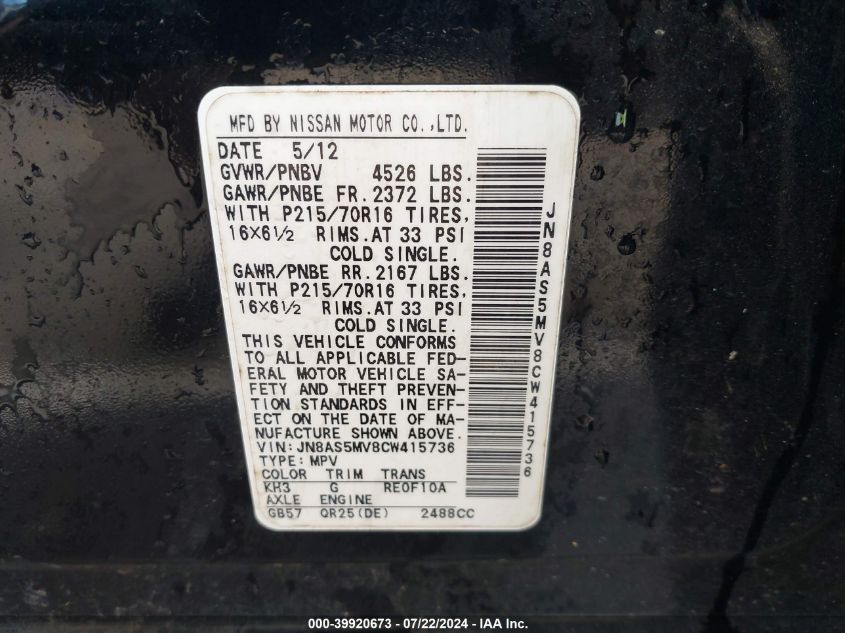 MFD BY NISSAN MOTOR CO.,LTD.
DATE 5/12
GVWR/PNBV 4526 LBS.
GAWR/PNBE FR.2372 LBS.
WITH P215/70R16 TIRES,
16X6½ RIMS.AT 33 PSI
COLD SINGLE.
GAWR/PNBE RR.2167 LBS.
WITH P215/70R16 TIRES,
16X6½ RIMS.AT 33 PSI
COLD SINGLE.
THIS VEHICLE CONFORMS
TO ALL APPLICABLE FED-
ERAL MOTOR VEHICLE SA-
FETY AND THEFT PREVEN-
TION STANDARDS IN EFF-
ECT ON THE DATE OF MA-
NUFACTURE SHOWN ABOVE.
VIN:JN8AS5MV8CW415736
TYPE:MPV
COLOR TRIM TRANS
KH3 G RE0F10A
AXLE ENGINE
GB57 QR25(DE) 2488CC
JN8AS5MV8CW415736
000-39920673 - 07/22/2024 - IAA Inc.